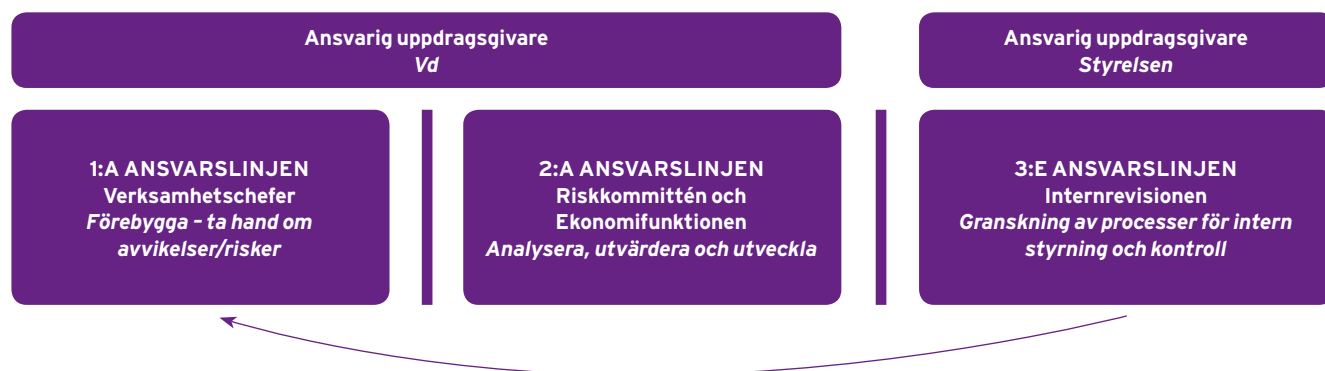 Ansvarig uppdragsgivare
Vd
Ansvarig uppdragsgivare
Styrelsen
1:A ANSVARSLINJEN
Verksamhetschefer
Förebygga – ta hand om
avvikelser/risker
2:A ANSVARSLINJEN
Riskkommittén och
Ekonomifunktionen
Analysera, utvärdera och utveckla
3:E ANSVARSLINJEN
Internrevisionen
Granskning av processer för intern
styrning och kontroll